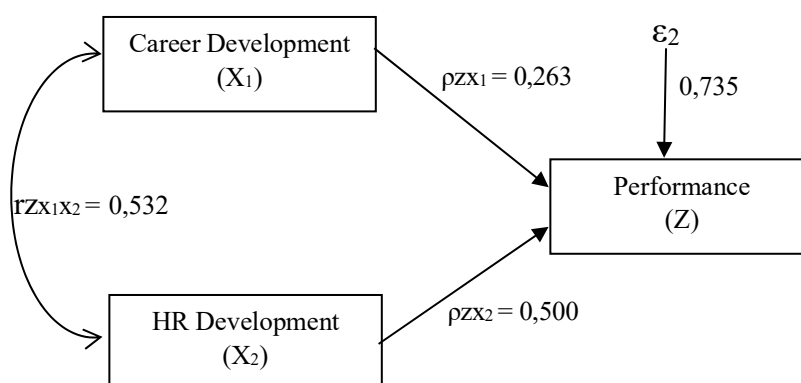 Career Development
(X₁)
ε₂
ρzx₁ = 0,263
0,735
Performance
(Z)
rzx₁x₂ = 0,532
HR Development
(X₂)
ρzx₂ = 0,500